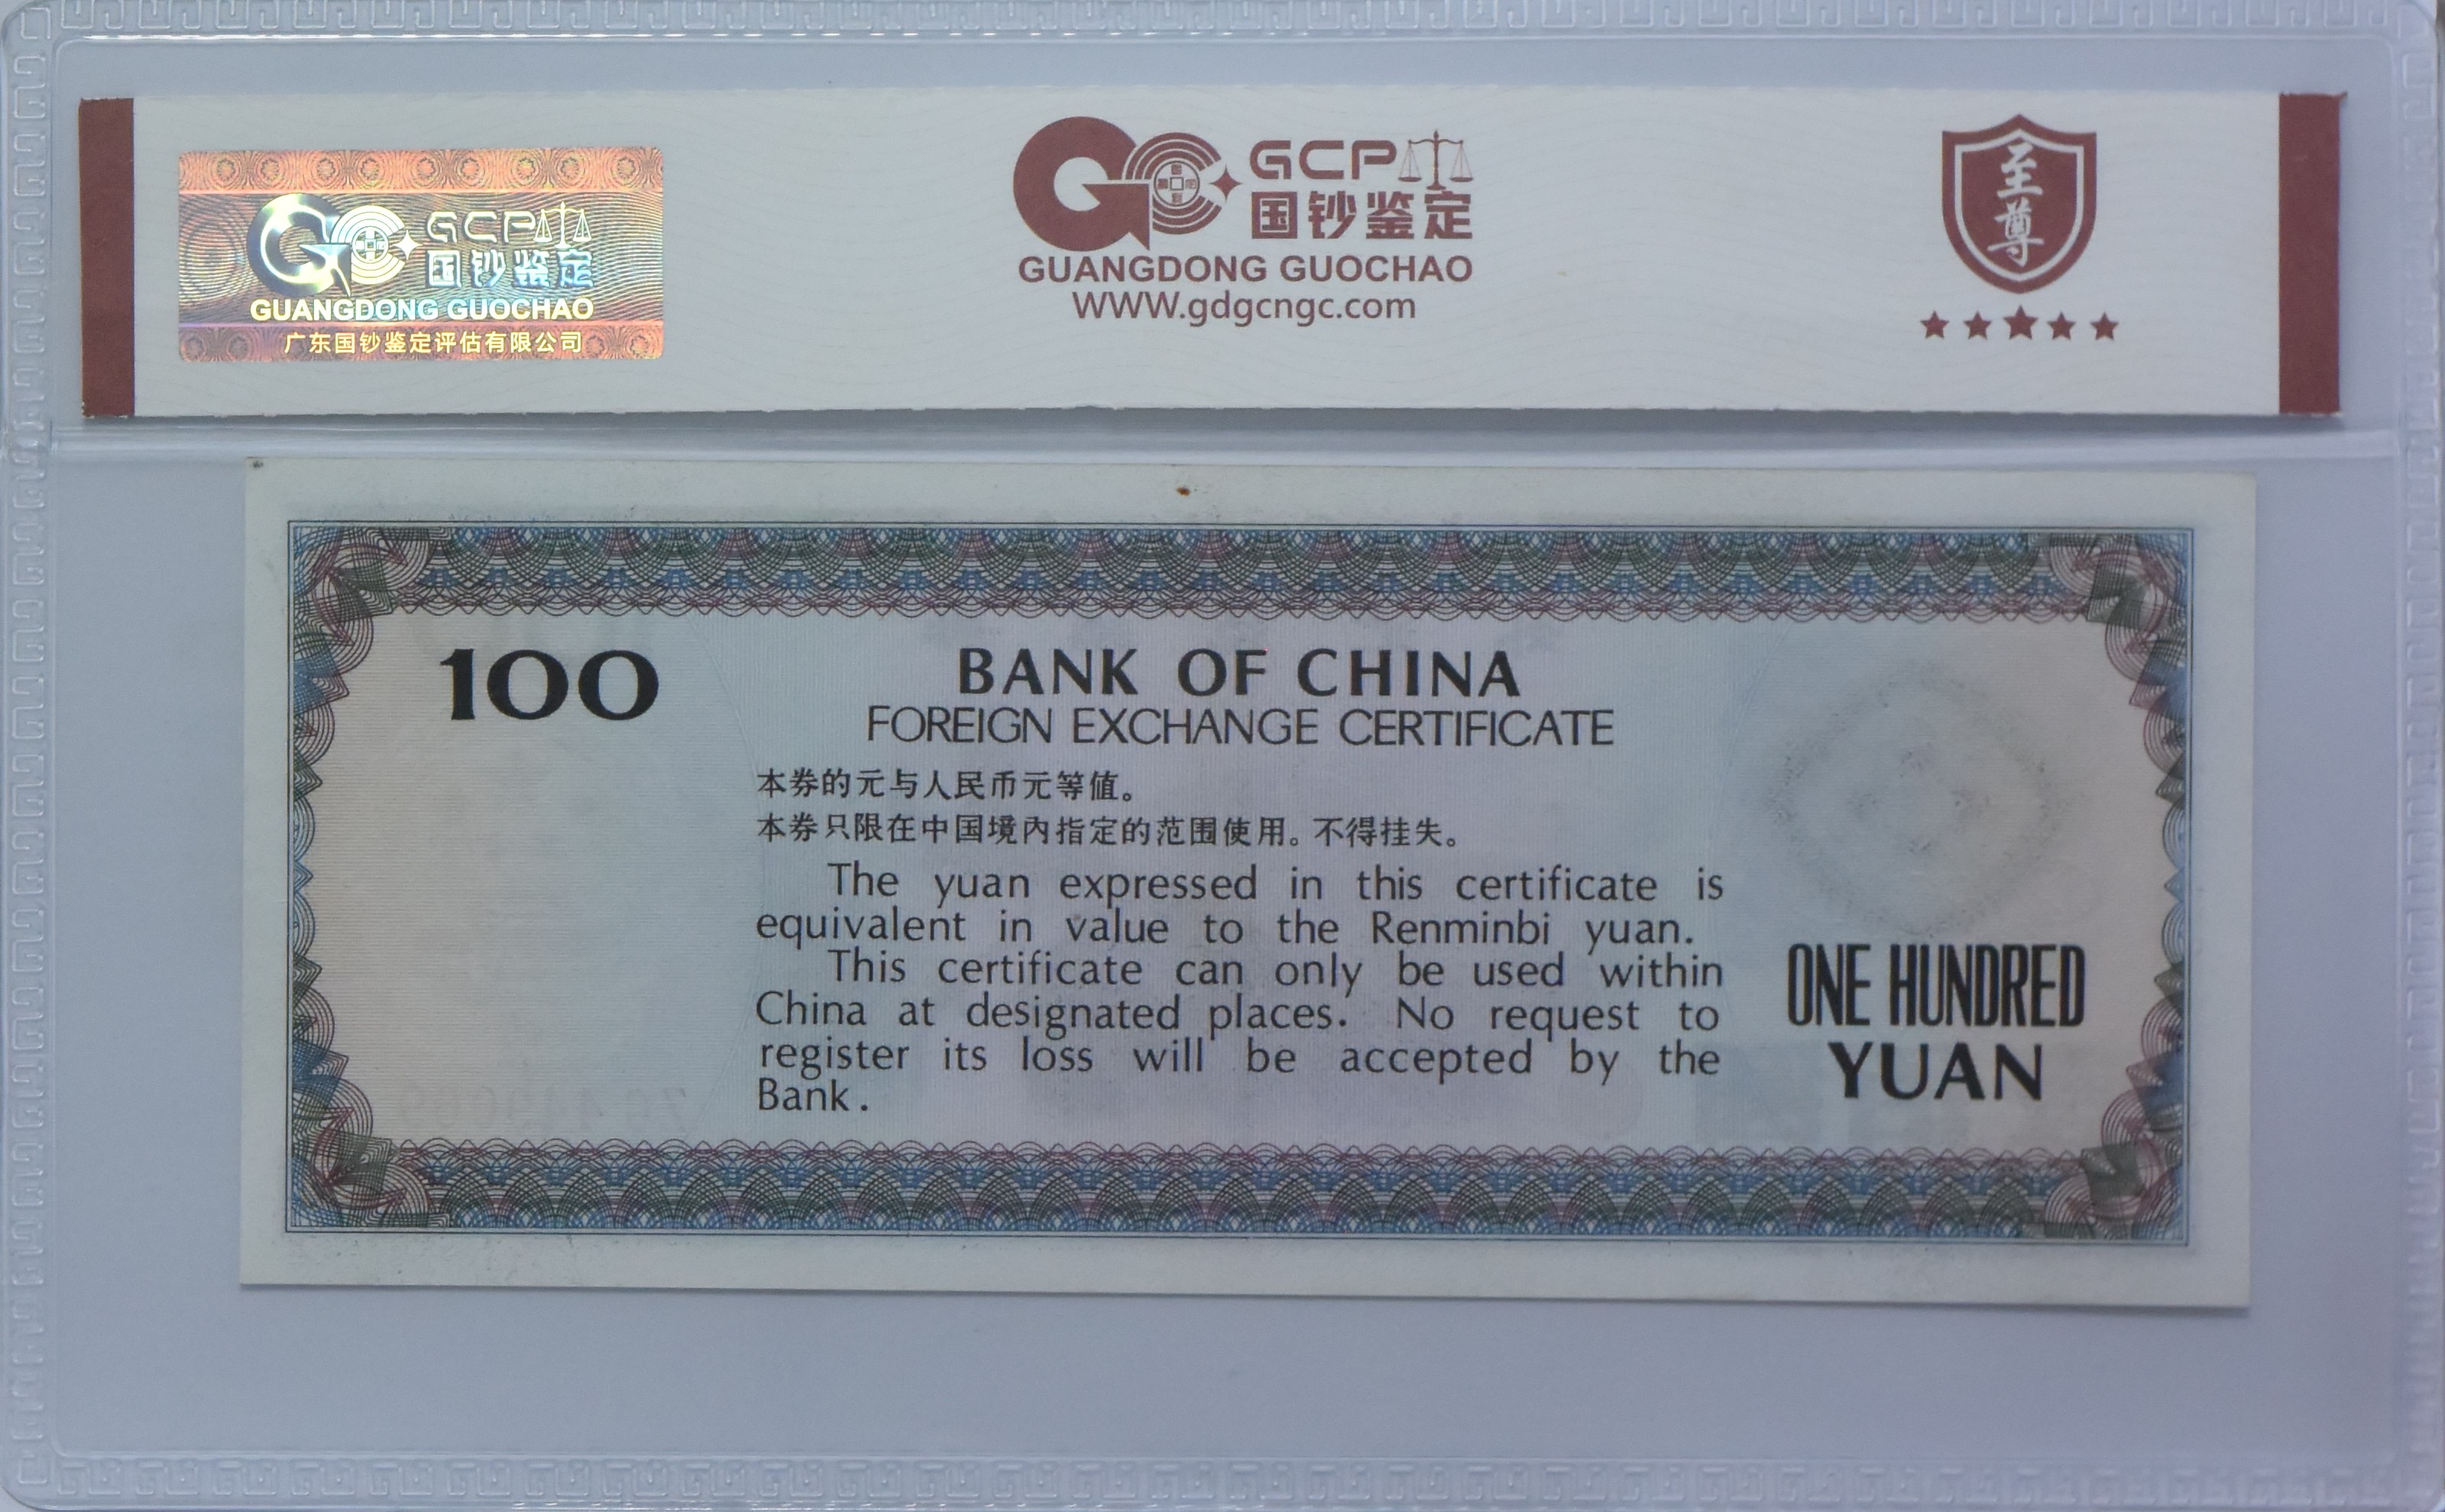 GCP
国钞鉴定
GUANGDONG GUOCHAO
广东国钞鉴定评估有限公司
GCP
国钞鉴定
GUANGDONG GUOCHAO
WWW.gdgcngc.com
至尊
100
BANK OF CHINA
FOREIGN EXCHANGE CERTIFICATE
本券的元与人民币元等值。
本券只限在中国境内指定的范围使用。不得挂失。
The yuan expressed in this certificate is
equivalent in value to the Renminbi yuan.
This certificate can only be used within
China at designated places. No request to
register its loss will be accepted by the
Bank.
ONE HUNDRED
YUAN